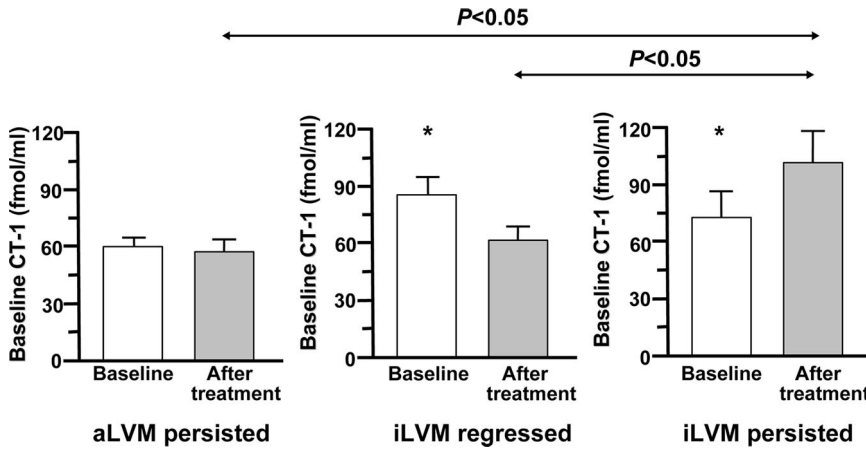 P<0.05
P<0.05
Baseline CT-1 (fmol/ml)
120
90
60
30
0
Baseline
After
treatment
aLVM persisted
Baseline CT-1 (fmol/ml)
120
90
60
30
0
*
Baseline
After
treatment
iLVM regressed
Baseline CT-1 (fmol/ml)
120
90
60
30
0
*
Baseline
After
treatment
iLVM persisted